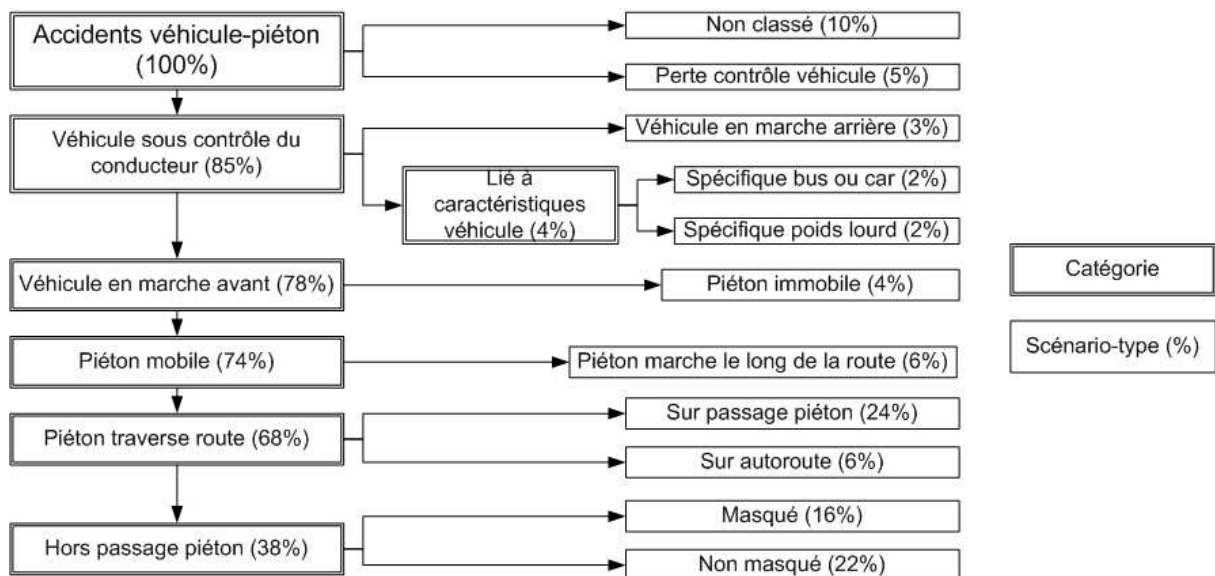 Accidents véhicule-piéton
(100%)
Non classé (10%)
Perte contrôle véhicule (5%)
Véhicule sous contrôle du
conducteur (85%)
Véhicule en marche arrière (3%)
Lié à
caractéristiques
véhicule (4%)
Spécifique bus ou car (2%)
Spécifique poids lourd (2%)
Véhicule en marche avant (78%)
Piéton immobile (4%)
Catégorie
Piéton mobile (74%)
Piéton marche le long de la route (6%)
Scénario-type (%)
Piéton traverse route (68%)
Sur passage piéton (24%)
Sur autoroute (6%)
Hors passage piéton (38%)
Masqué (16%)
Non masqué (22%)